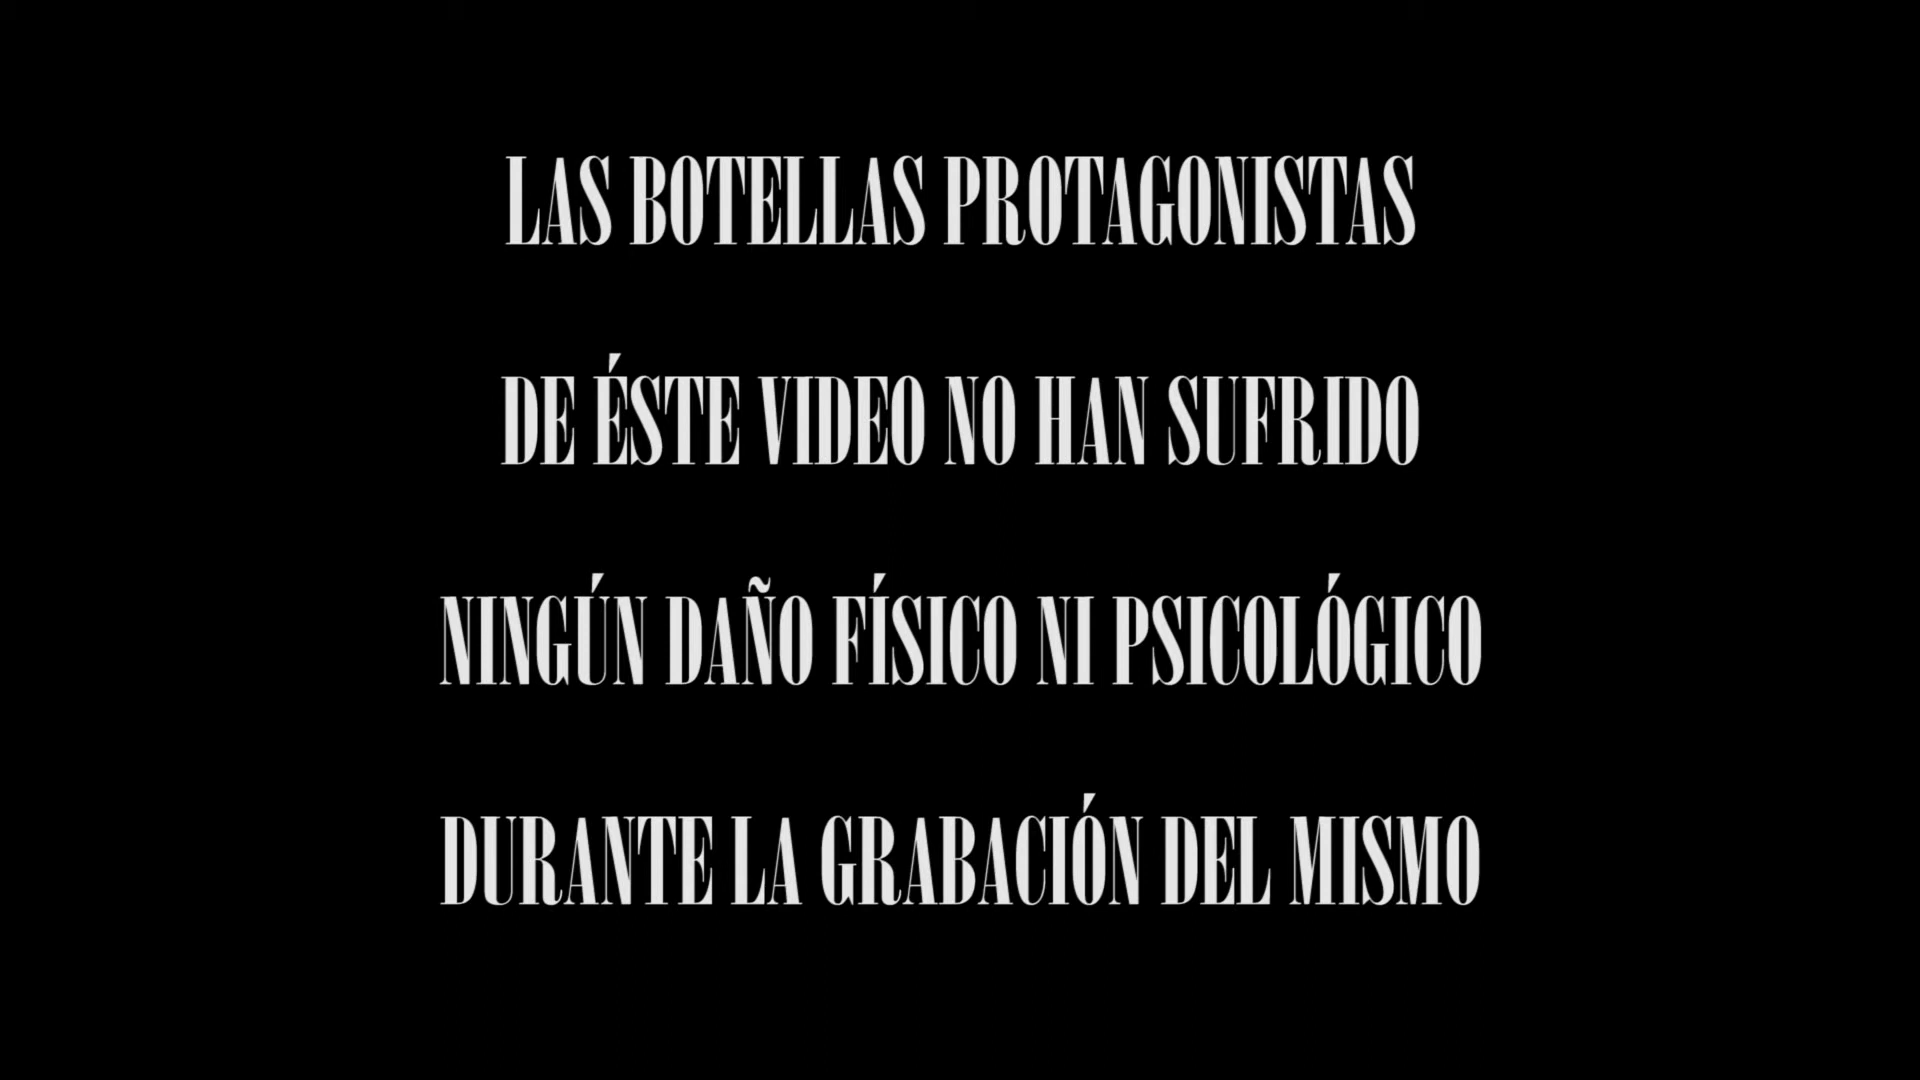 LAS BOTELLAS PROTAGONISTAS
DE ÉSTE VIDEO NO HAN SUFRIDO
NINGÚN DAÑO FÍSICO NI PSICOLÓGICO
DURANTE LA GRABACIÓN DEL MISMO